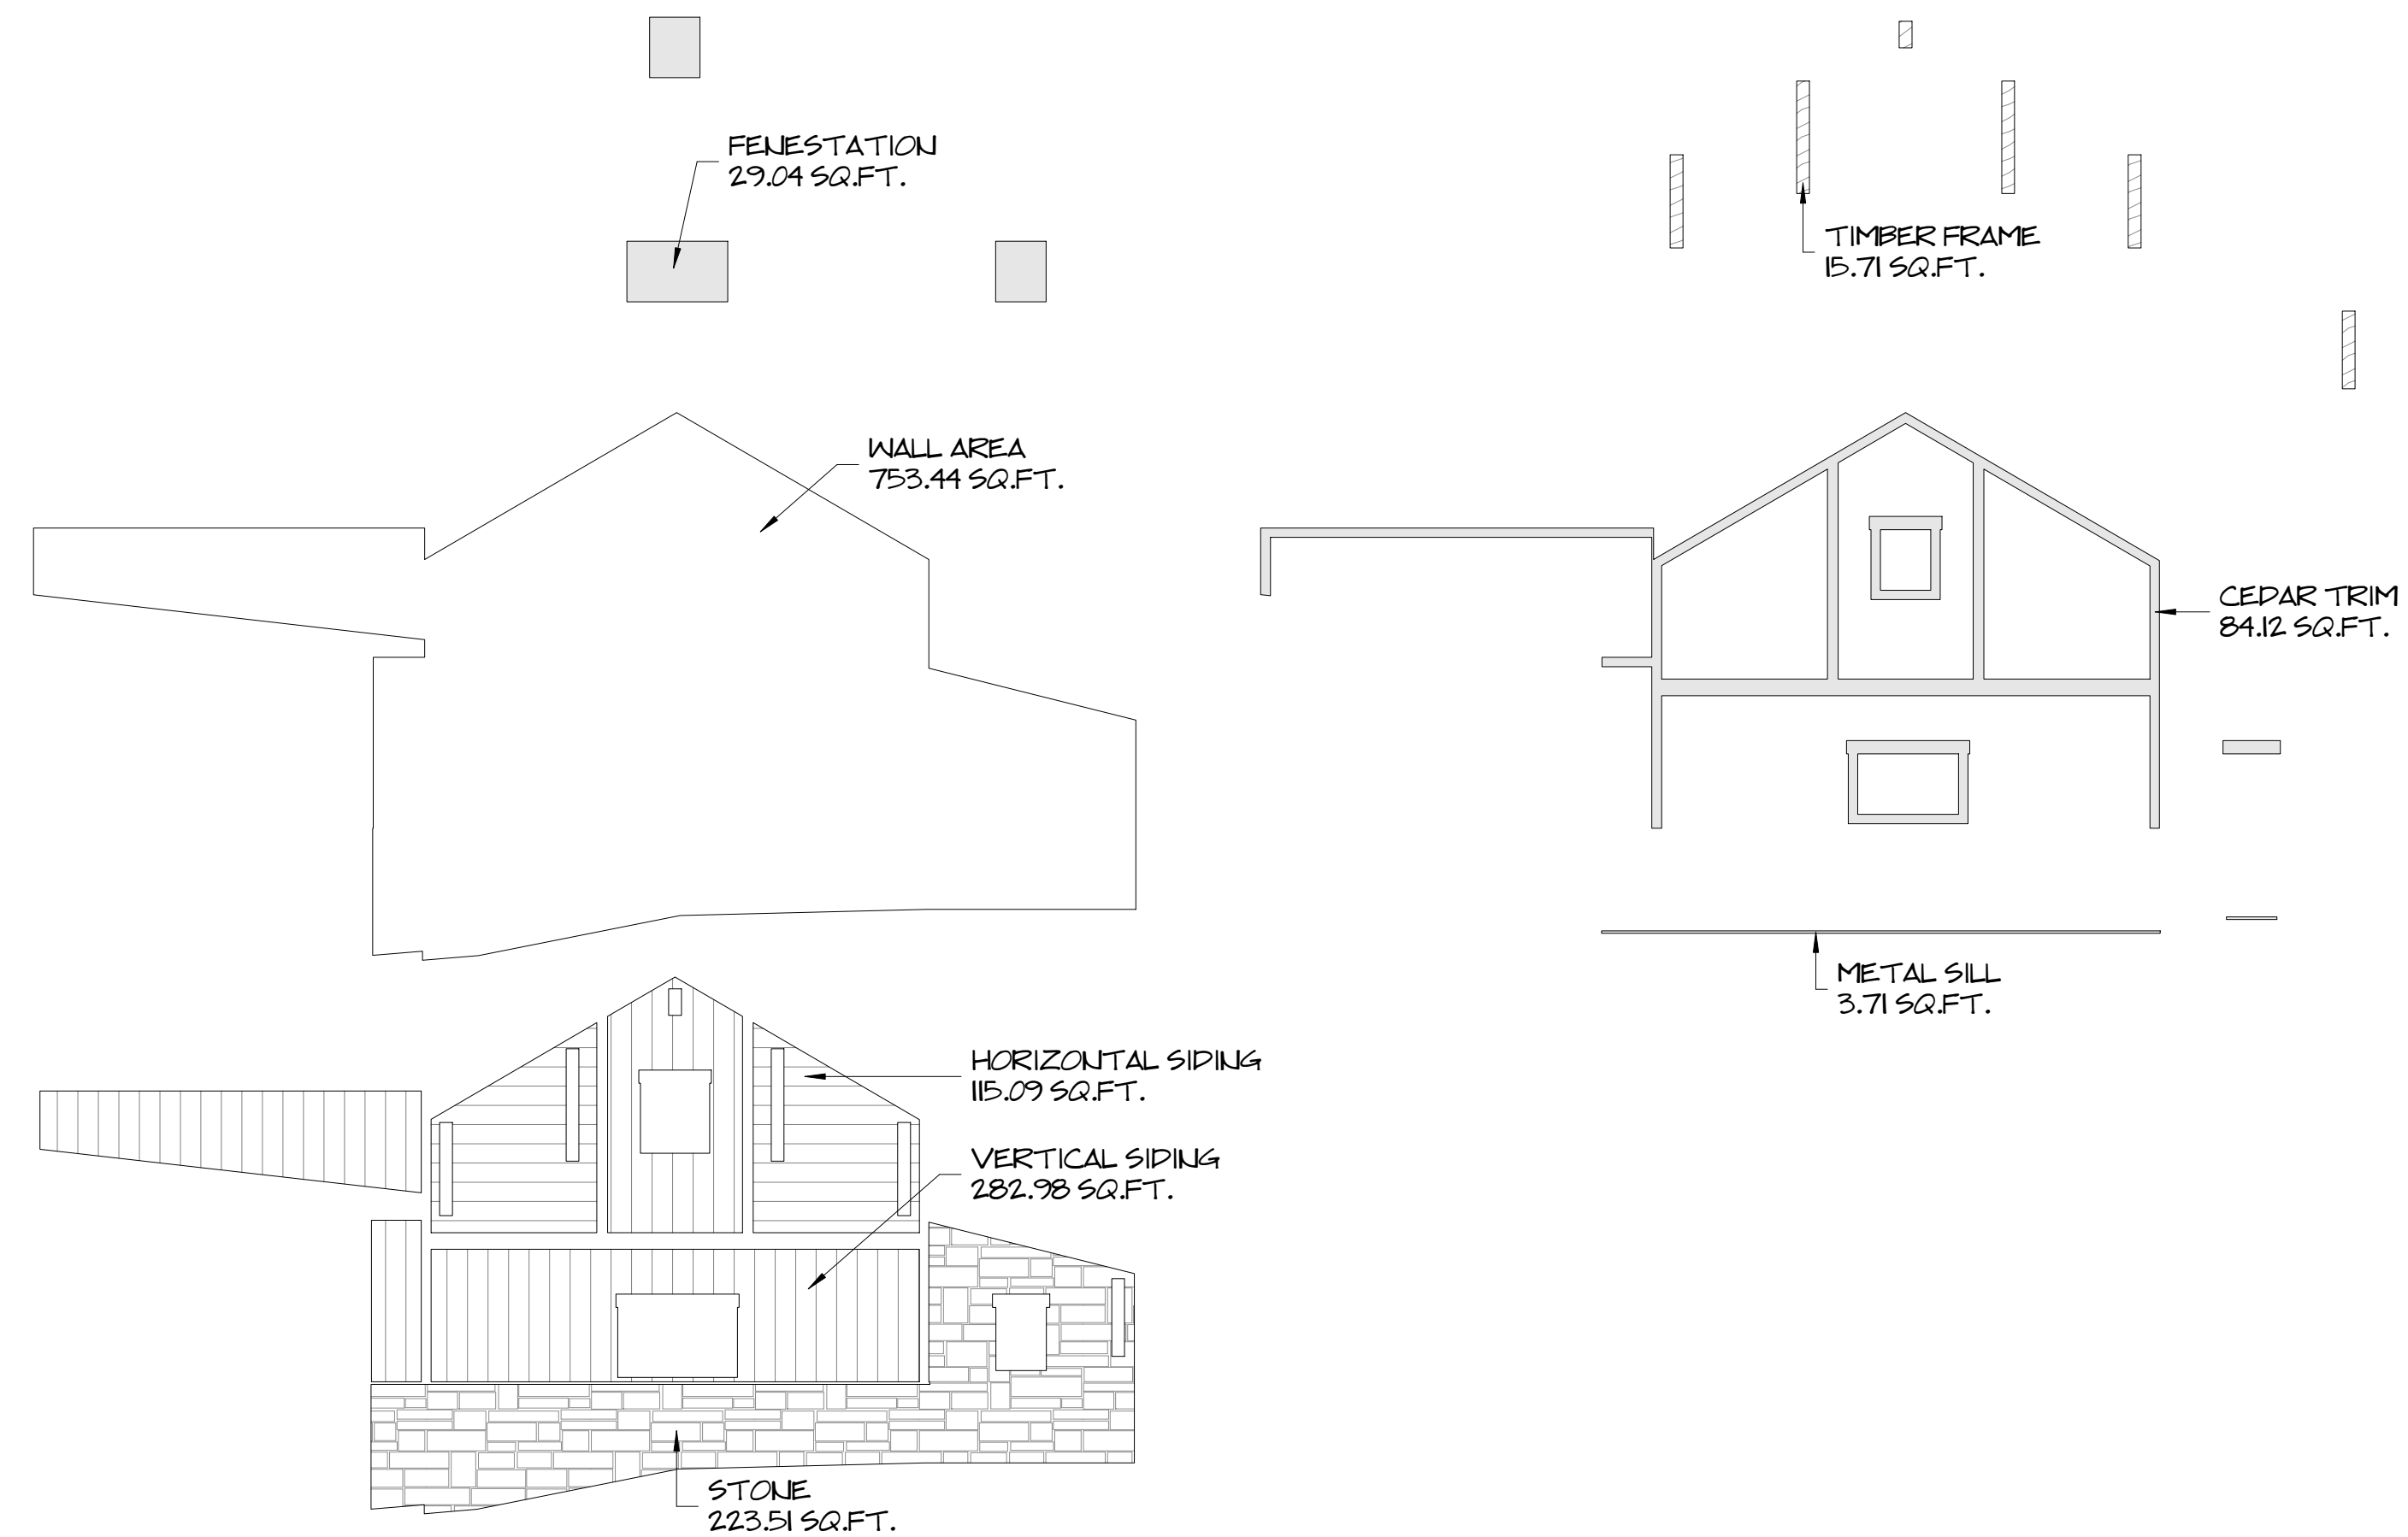 FENESTATION
29.04 SQ.FT.
TIMBER FRAME
15.71 SQ.FT.
WALL AREA
753.44 SQ.FT.
CEDAR TRIM
84.12 SQ.FT.
METAL SILL
3.71 SQ.FT.
HORIZONTAL SIDING
115.09 SQ.FT.
VERTICAL SIDING
282.98 SQ.FT.
STONE
223.51 SQ.FT.